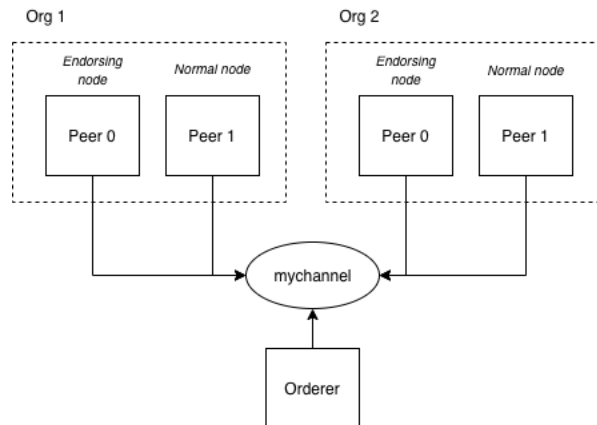 Org 1
Org 2
Endorsing
node
Normal node
Endorsing
node
Normal node
Peer 0
Peer 1
Peer 0
Peer 1
mychannel
Orderer